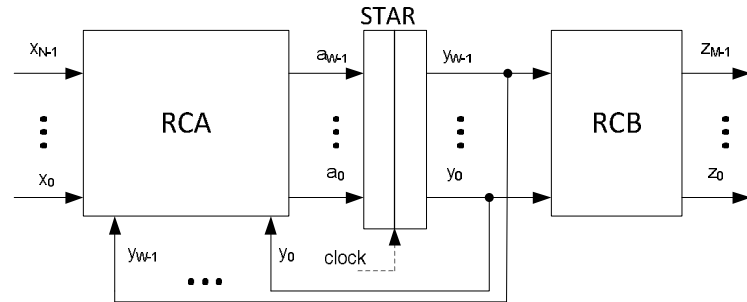 STAR
xN-1
aW-1
yW-1
zM-1
RCA
RCB
x0
a0
y0
z0
yW-1
y0
clock